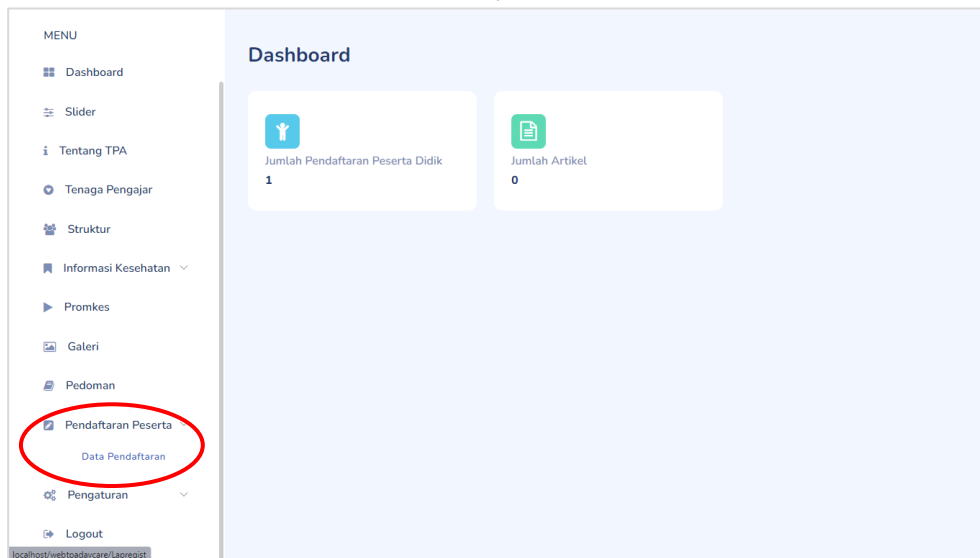 MENU
Dashboard
Slider
Tentang TPA
Tenaga Pengajar
Struktur
Informasi Kesehatan
Promkes
Galeri
Pedoman
Pendaftaran Peserta
Data Pendaftaran
Pengaturan
Logout
localhost/webtpadaycare/Lapregist
Dashboard
Jumlah Pendaftaran Peserta Didik
1
Jumlah Artikel
0